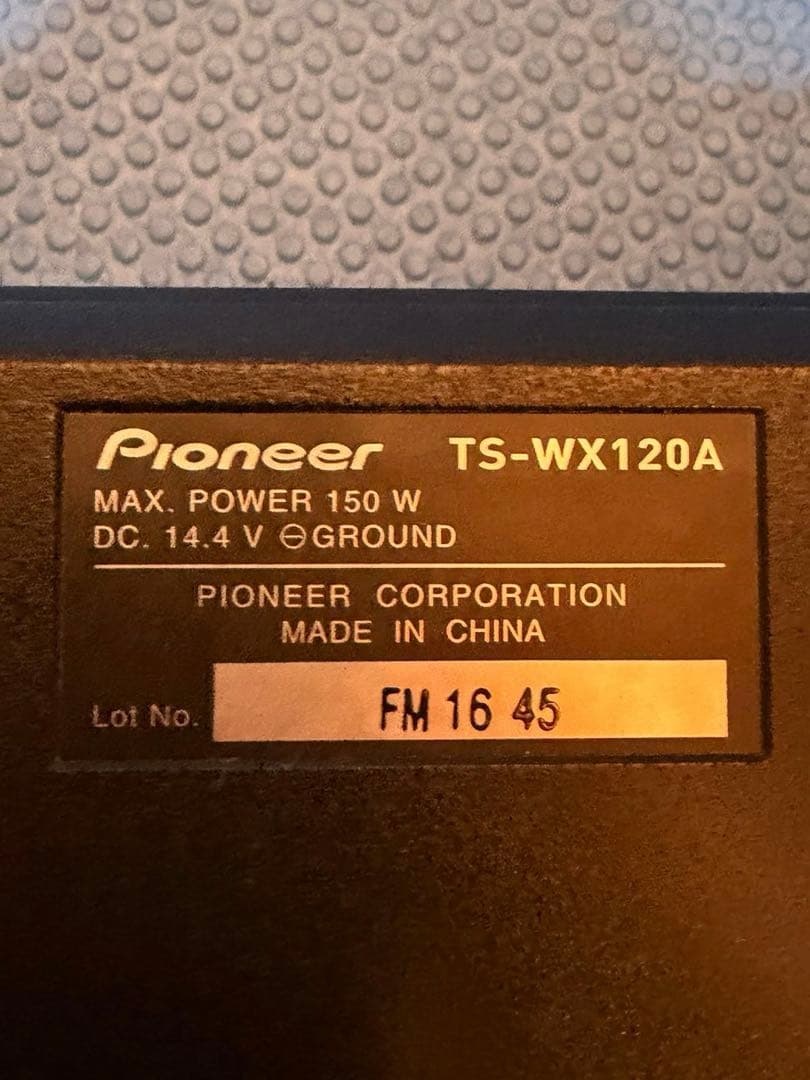 Pioneer TS-WX120A
MAX. POWER 150 W
DC. 14.4 V ⊖ GROUND
PIONEER CORPORATION
MADE IN CHINA
Lot No. FM 16 45